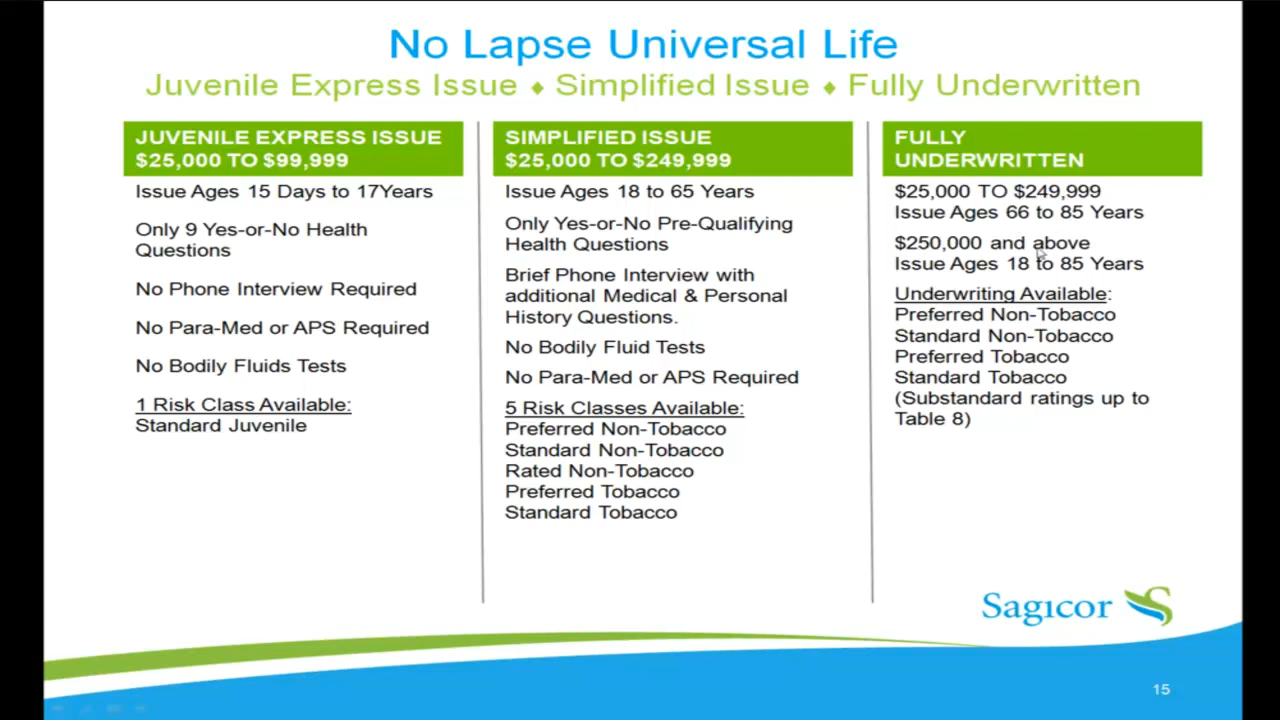 No Lapse Universal Life
Juvenile Express Issue ♦ Simplified Issue ♦ Fully Underwritten
JUVENILE EXPRESS ISSUE
$25,000 TO $99,999
Issue Ages 15 Days to 17Years
Only 9 Yes-or-No Health
Questions
No Phone Interview Required
No Para-Med or APS Required
No Bodily Fluids Tests
1 Risk Class Available:
Standard Juvenile
SIMPLIFIED ISSUE
$25,000 TO $249,999
Issue Ages 18 to 65 Years
Only Yes-or-No Pre-Qualifying
Health Questions
Brief Phone Interview with
additional Medical & Personal
History Questions.
No Bodily Fluid Tests
No Para-Med or APS Required
5 Risk Classes Available:
Preferred Non-Tobacco
Standard Non-Tobacco
Rated Non-Tobacco
Preferred Tobacco
Standard Tobacco
FULLY
UNDERWRITTEN
$25,000 TO $249,999
Issue Ages 66 to 85 Years
$250,000 and above
Issue Ages 18 to 85 Years
Underwriting Available:
Preferred Non-Tobacco
Standard Non-Tobacco
Preferred Tobacco
Standard Tobacco
(Substandard ratings up to
Table 8)
Sagicor
15